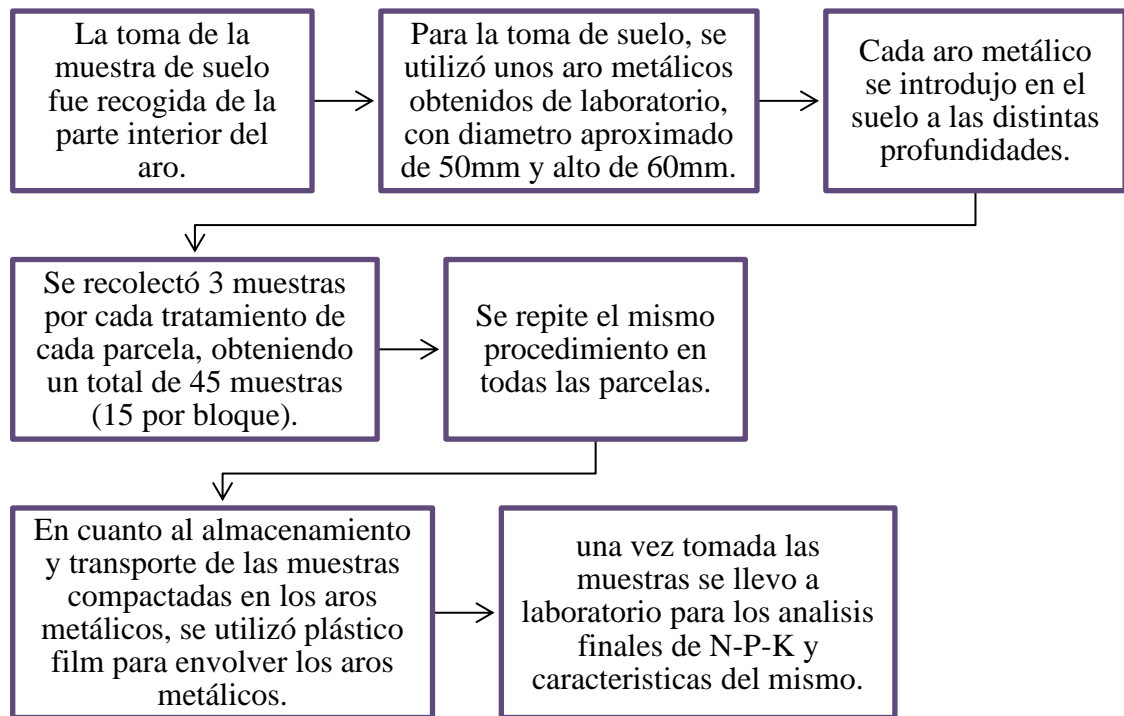 La toma de la
muestra de suelo
fue recogida de la
parte interior del
aro.
Para la toma de suelo, se
utilizó unos aro metálicos
obtenidos de laboratorio,
con diametro aproximado
de 50mm y alto de 60mm.
Cada aro metálico
se introdujo en el
suelo a las distintas
profundidades.
Se recolectó 3 muestras
por cada tratamiento de
cada parcela, obteniendo
un total de 45 muestras
(15 por bloque).
Se repite el mismo
procedimiento en
todas las parcelas.
En cuanto al almacenamiento
y transporte de las muestras
compactadas en los aros
metálicos, se utilizó plástico
film para envolver los aros
metálicos.
una vez tomada las
muestras se llevo a
laboratorio para los analisis
finales de N-P-K y
caracteristicas del mismo.